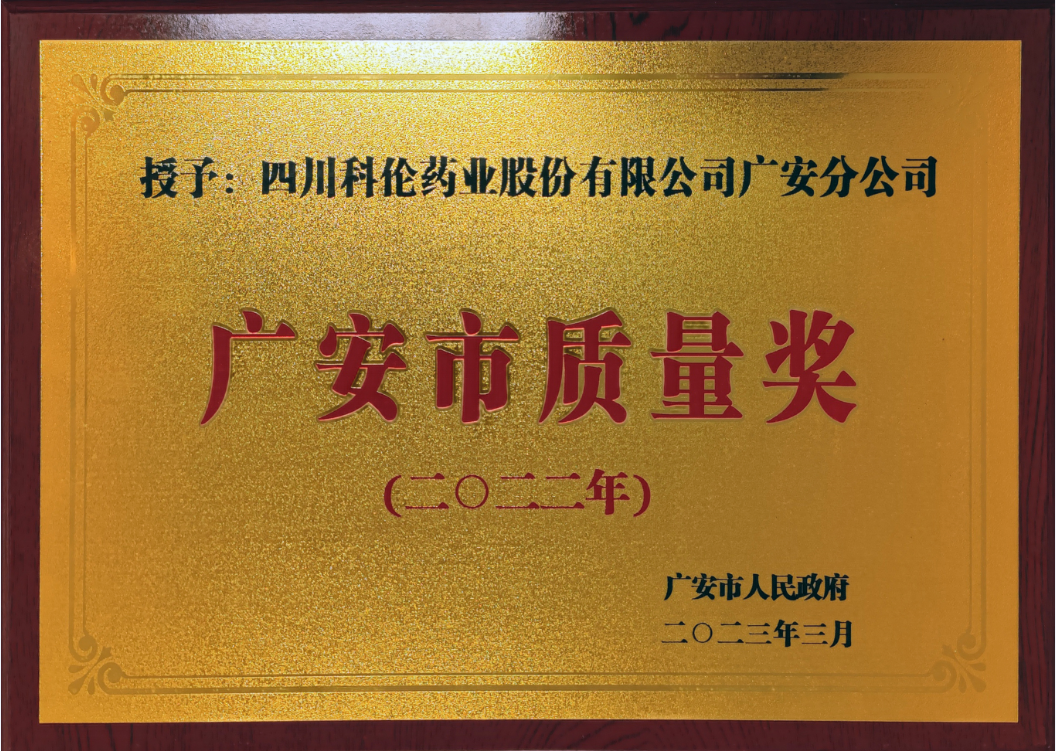 授予：四川科伦药业股份有限公司广安分公司
广安市质量奖
(二〇二二年)
广安市人民政府
二〇二三年三月